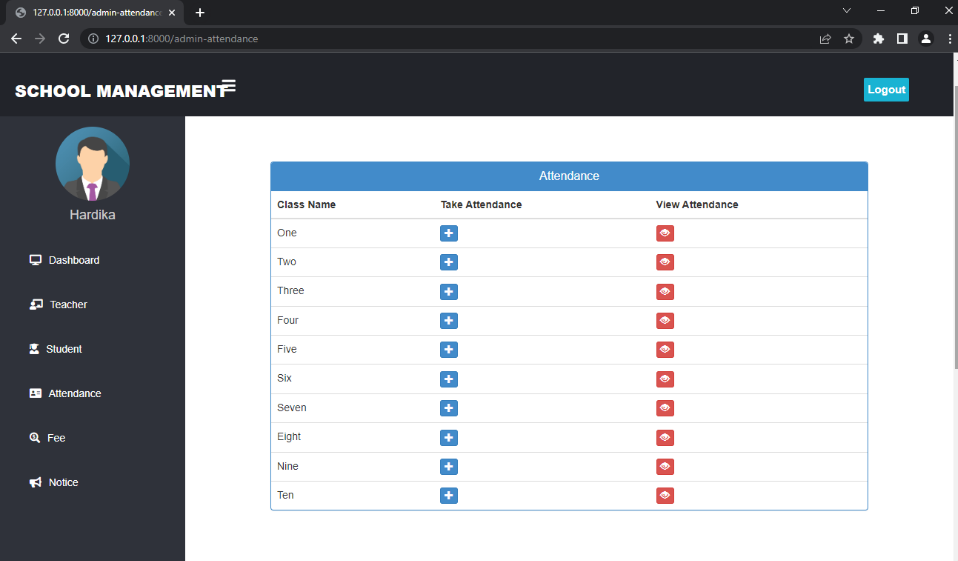 127.0.0.1:8000/admin-attendance
127.0.0.1:8000/admin-attendance
SCHOOL MANAGEMENT
Logout
Hardika
Dashboard
Teacher
Student
Attendance
Fee
Notice
Attendance
Class Name Take Attendance View Attendance
One
Two
Three
Four
Five
Six
Seven
Eight
Nine
Ten